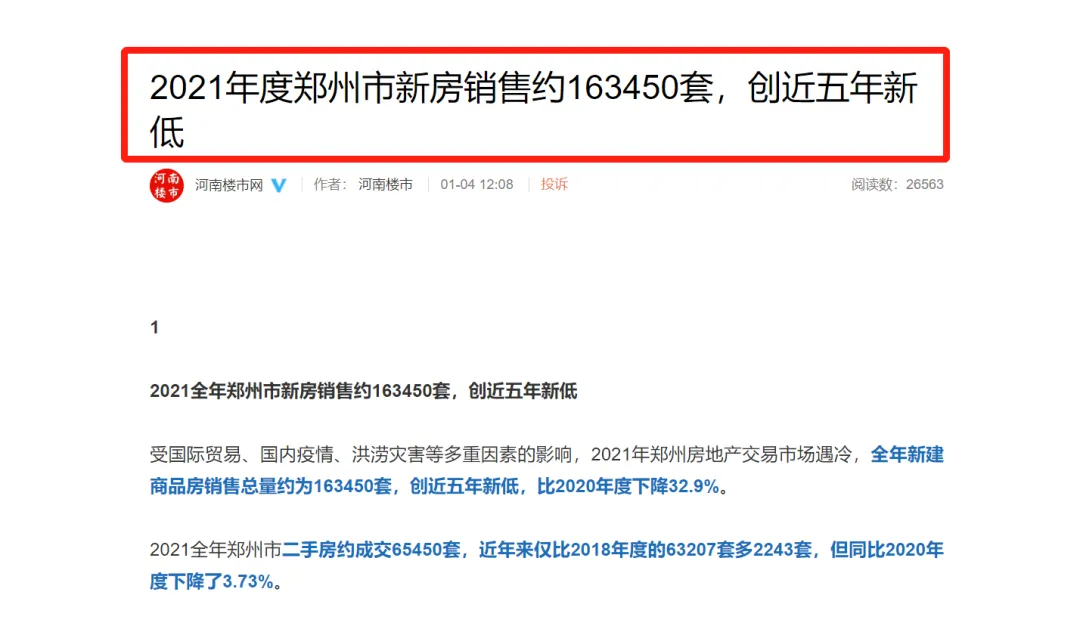 2021年度郑州市新房销售约163450套，创近五年新
低
河南楼市
河南楼市网 V 作者： 河南楼市 01-04 12:08 投诉 阅读数：26563
1
2021全年郑州市新房销售约163450套，创近五年新低
受国际贸易、国内疫情、洪涝灾害等多重因素的影响，2021年郑州房地产交易市场遇冷，全年新建
商品房销售总量约为163450套，创近五年新低，比2020年度下降32.9%。
2021全年郑州市二手房约成交65450套，近年来仅比2018年度的63207套多2243套，但同比2020年
度下降了3.73%。